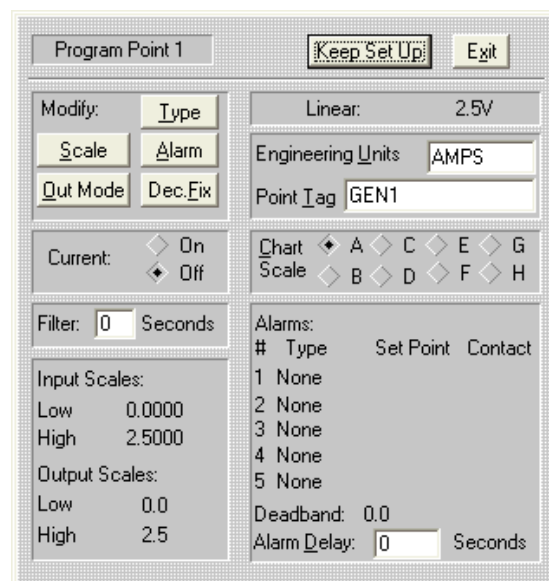 Program Point 1
Keep Set Up
Exit
Modify:
Type
Scale
Alarm
Out Mode
Dec.Fix
Linear: 2.5V
Engineering Units AMPS
Point Tag GEN1
Current:
On
Off
Chart Scale
A C E G
B D F H
Filter: 0 Seconds
Input Scales:
Low 0.0000
High 2.5000
Output Scales:
Low 0.0
High 2.5
Alarms:
# Type Set Point Contact
1 None
2 None
3 None
4 None
5 None
Deadband: 0.0
Alarm Delay: 0 Seconds